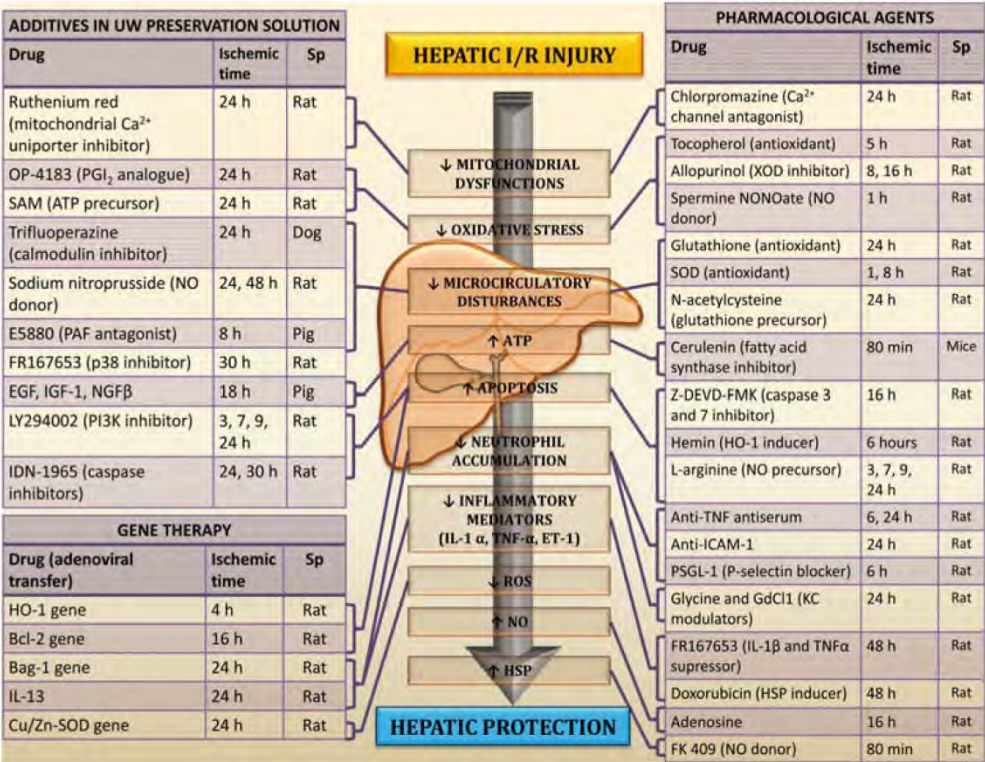 ADDITIVES IN UW PRESERVATION SOLUTION
Drug Ischemic time Sp
Ruthenium red (mitochondrial Ca²⁺ uniporter inhibitor) 24 h Rat
OP-4183 (PGI₂ analogue) 24 h Rat
SAM (ATP precursor) 24 h Rat
Trifluoperazine (calmodulin inhibitor) 24 h Dog
Sodium nitroprusside (NO donor) 24, 48 h Rat
E5880 (PAF antagonist) 8 h Pig
FR167653 (p38 inhibitor) 30 h Rat
EGF, IGF-1, NGFβ 18 h Pig
LY294002 (PI3K inhibitor) 3, 7, 9, 24 h Rat
IDN-1965 (caspase inhibitors) 24, 30 h Rat
GENE THERAPY
Drug (adenoviral transfer) Ischemic time Sp
HO-1 gene 4 h Rat
Bcl-2 gene 16 h Rat
Bag-1 gene 24 h Rat
IL-13 24 h Rat
Cu/Zn-SOD gene 24 h Rat
HEPATIC I/R INJURY
↓ MITOCHONDRIAL
DYSFUNCTIONS
↓ OXIDATIVE STRESS
↓ MICROCIRCULATORY
DISTURBANCES
↑ ATP
↑ APOPTOSIS
↓ NEUTROPHIL
ACCUMULATION
↓ INFLAMMATORY
MEDIATORS
(IL-1 α, TNF-α, ET-1)
↓ ROS
↑ NO
↑ HSP
HEPATIC PROTECTION
PHARMACOLOGICAL AGENTS
Drug Ischemic time Sp
Chlorpromazine (Ca²⁺ channel antagonist) 24 h Rat
Tocopherol (antioxidant) 5 h Rat
Allopurinol (XOD inhibitor) 8, 16 h Rat
Spermine NONOate (NO donor) 1 h Rat
Glutathione (antioxidant) 24 h Rat
SOD (antioxidant) 1, 8 h Rat
N-acetylcysteine (glutathione precursor) 24 h Rat
Cerulenin (fatty acid synthase inhibitor) 80 min Mice
Z-DEVD-FMK (caspase 3 and 7 inhibitor) 16 h Rat
Hemin (HO-1 inducer) 6 hours Rat
L-arginine (NO precursor) 3, 7, 9, 24 h Rat
Anti-TNF antiserum 6, 24 h Rat
Anti-ICAM-1 24 h Rat
PSGL-1 (P-selectin blocker) 6 h Rat
Glycine and GdCl1 (KC modulators) 24 h Rat
FR167653 (IL-1β and TNFα supressor) 48 h Rat
Doxorubicin (HSP inducer) 48 h Rat
Adenosine 16 h Rat
FK 409 (NO donor) 80 min Rat